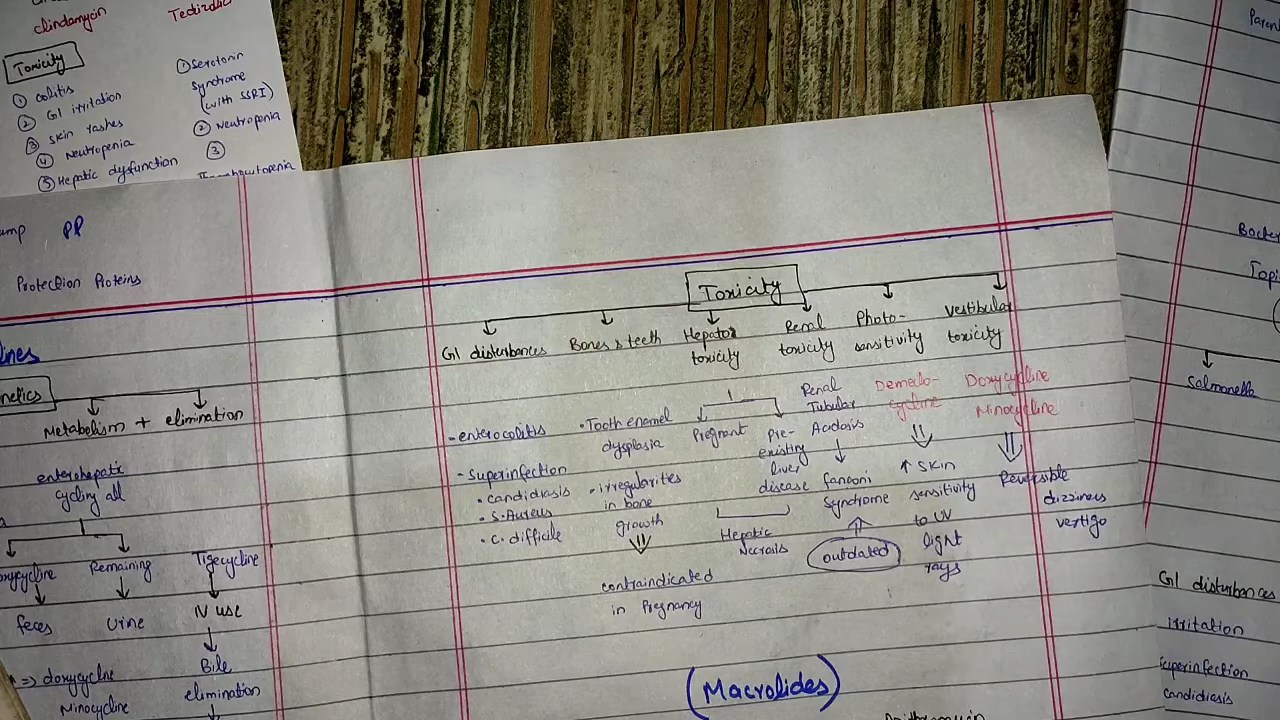 clindamycin
Toxicity
① colitis
② GI irritation
③ skin rashes
④ Neutropenia
⑤ Hepatic dysfunction
① Serotonin
syndrome
(with SSRI)
② Neutropenia
③
PP
Protection Proteins
Metabolism + elimination
enterohepatic
cycling all
Remaining
Tigecycline
feces
Urine
IV use
Bile
elimination
=> doxycycline
Minocycline
Toxicity
GI disturbances
- enterocolitis
- Superinfection
• candidiasis
• S. Aureus
• C. difficile
Bones & teeth
• Tooth enamel
dysplasia
• irregularities
in bone
growth
contraindicated
in Pregnancy
Hepato
toxicity
Pregnant
Pre-
existing
liver
disease
Hepatic
Necrosis
Renal
toxicity
Renal
Tubular
Acidosis
fanconi
Syndrome
outdated
Photo-
sensitivity
Demeclo-
cycline
↑ skin
sensitivity
to UV
light
rays
vestibular
toxicity
Doxycycline
Minocycline
Reversible
dizziness
vertigo
(Macrolides)
Salmonella
GI disturbances
irritation
Superinfection
candidiasis